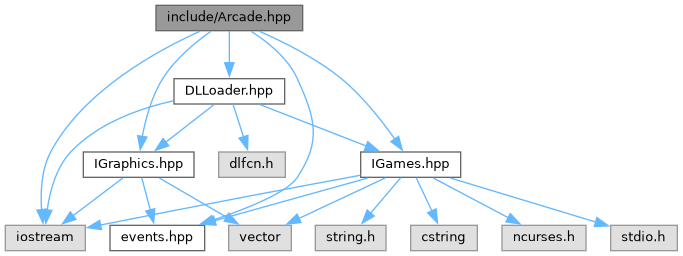 include/Arcade.hpp
DLLoader.hpp
IGraphics.hpp
dlfcn.h
IGames.hpp
iostream
events.hpp
vector
string.h
cstring
ncurses.h
stdio.h